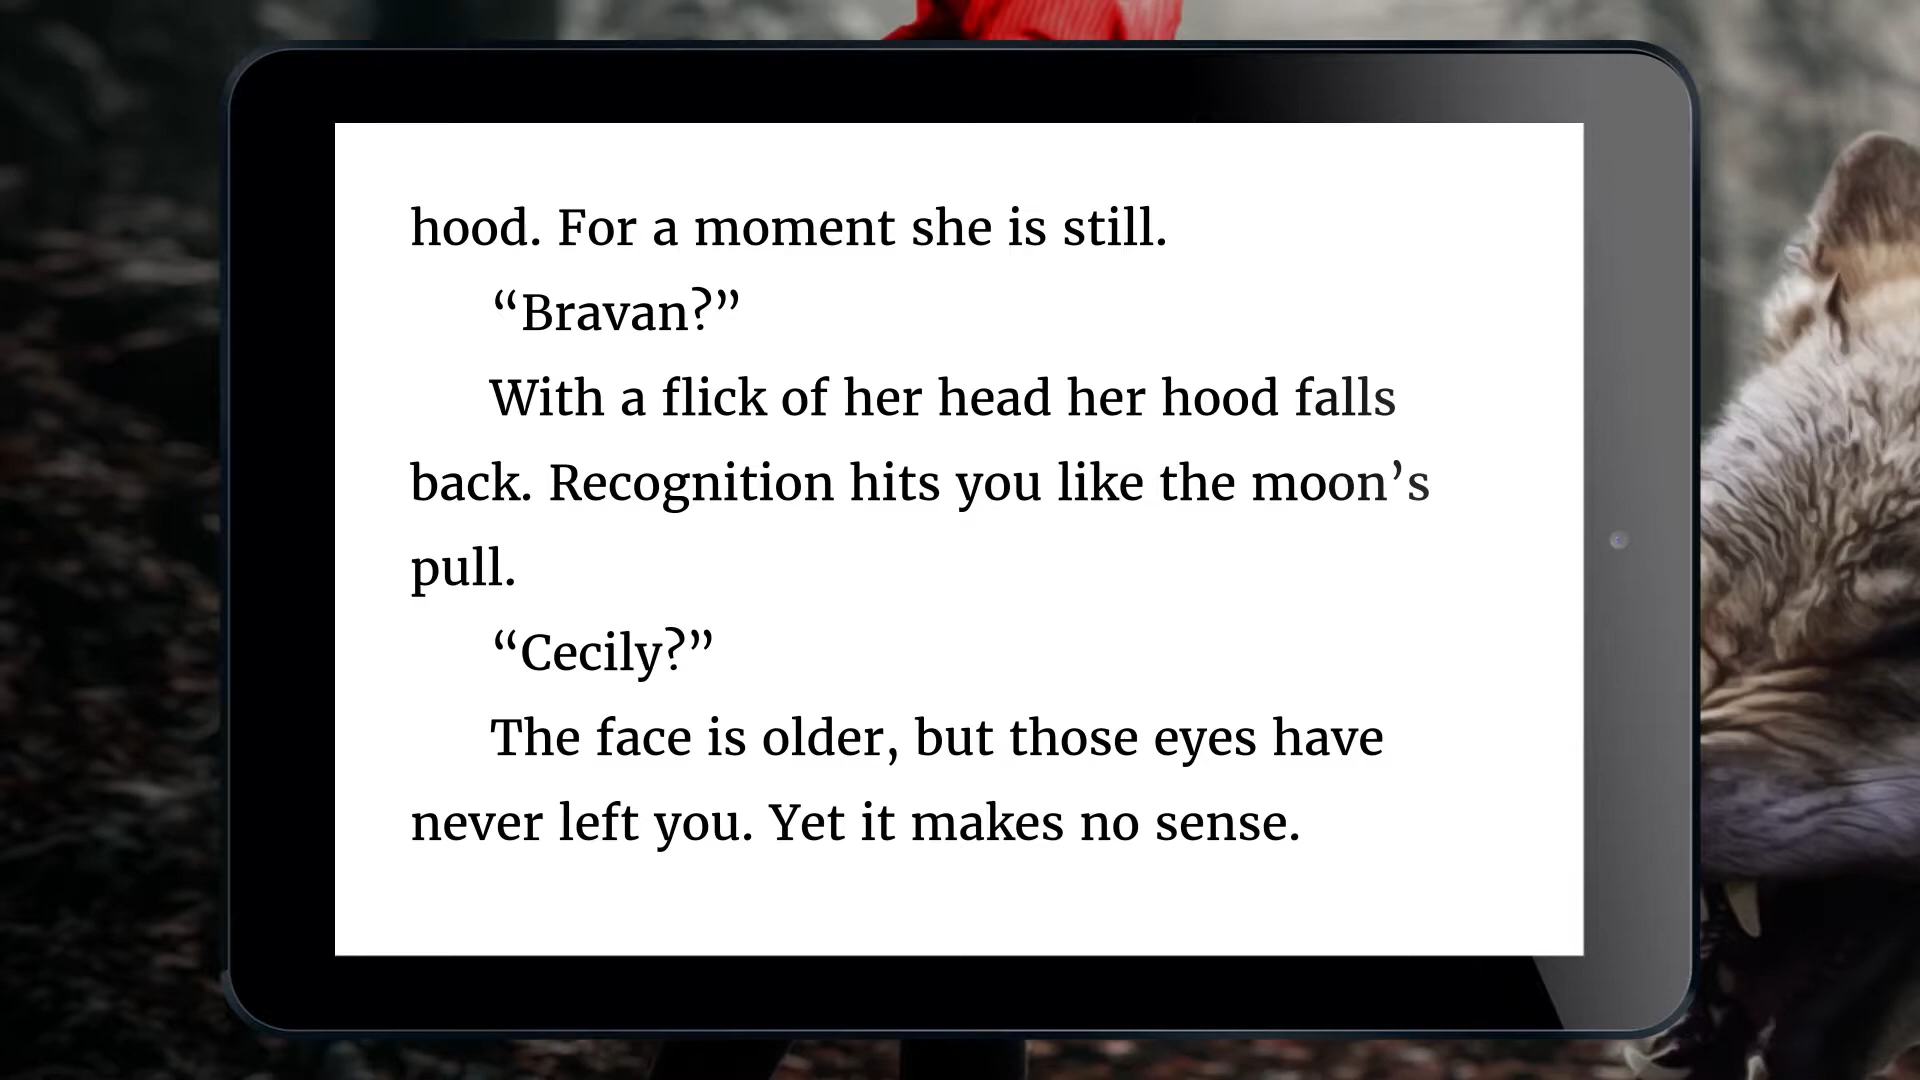 hood. For a moment she is still.
“Bravan?”
With a flick of her head her hood falls
back. Recognition hits you like the moon’s
pull.
“Cecily?”
The face is older, but those eyes have
never left you. Yet it makes no sense.